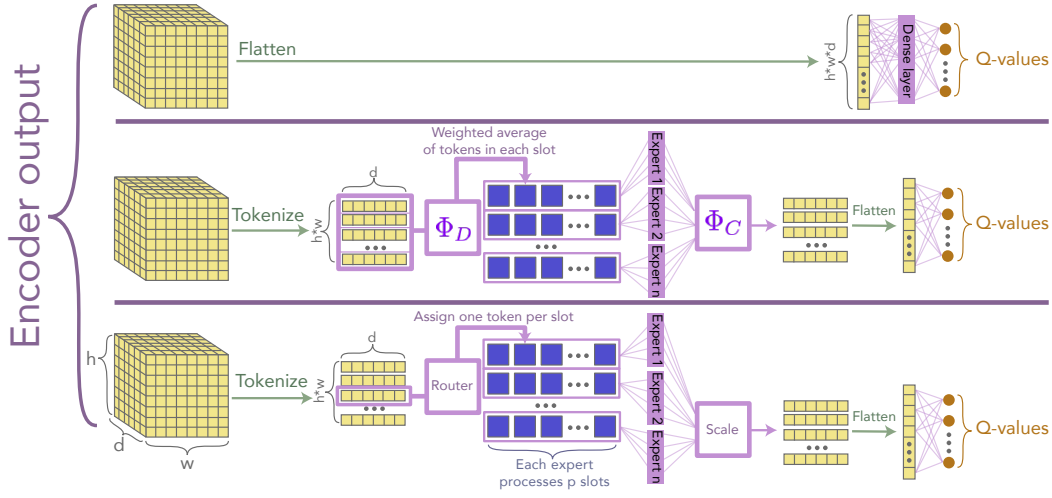 Encoder output
Flatten
h*w*d
Dense layer
Q-values
Weighted average
of tokens in each slot
Tokenize
d
h*w
Φ_D
Expert 1
Expert 2
Expert n
Φ_C
Flatten
Q-values
Assign one token per slot
h
d
w
Tokenize
d
h*w
Router
Expert 1
Expert 2
Expert n
Scale
Flatten
Q-values
Each expert
processes p slots